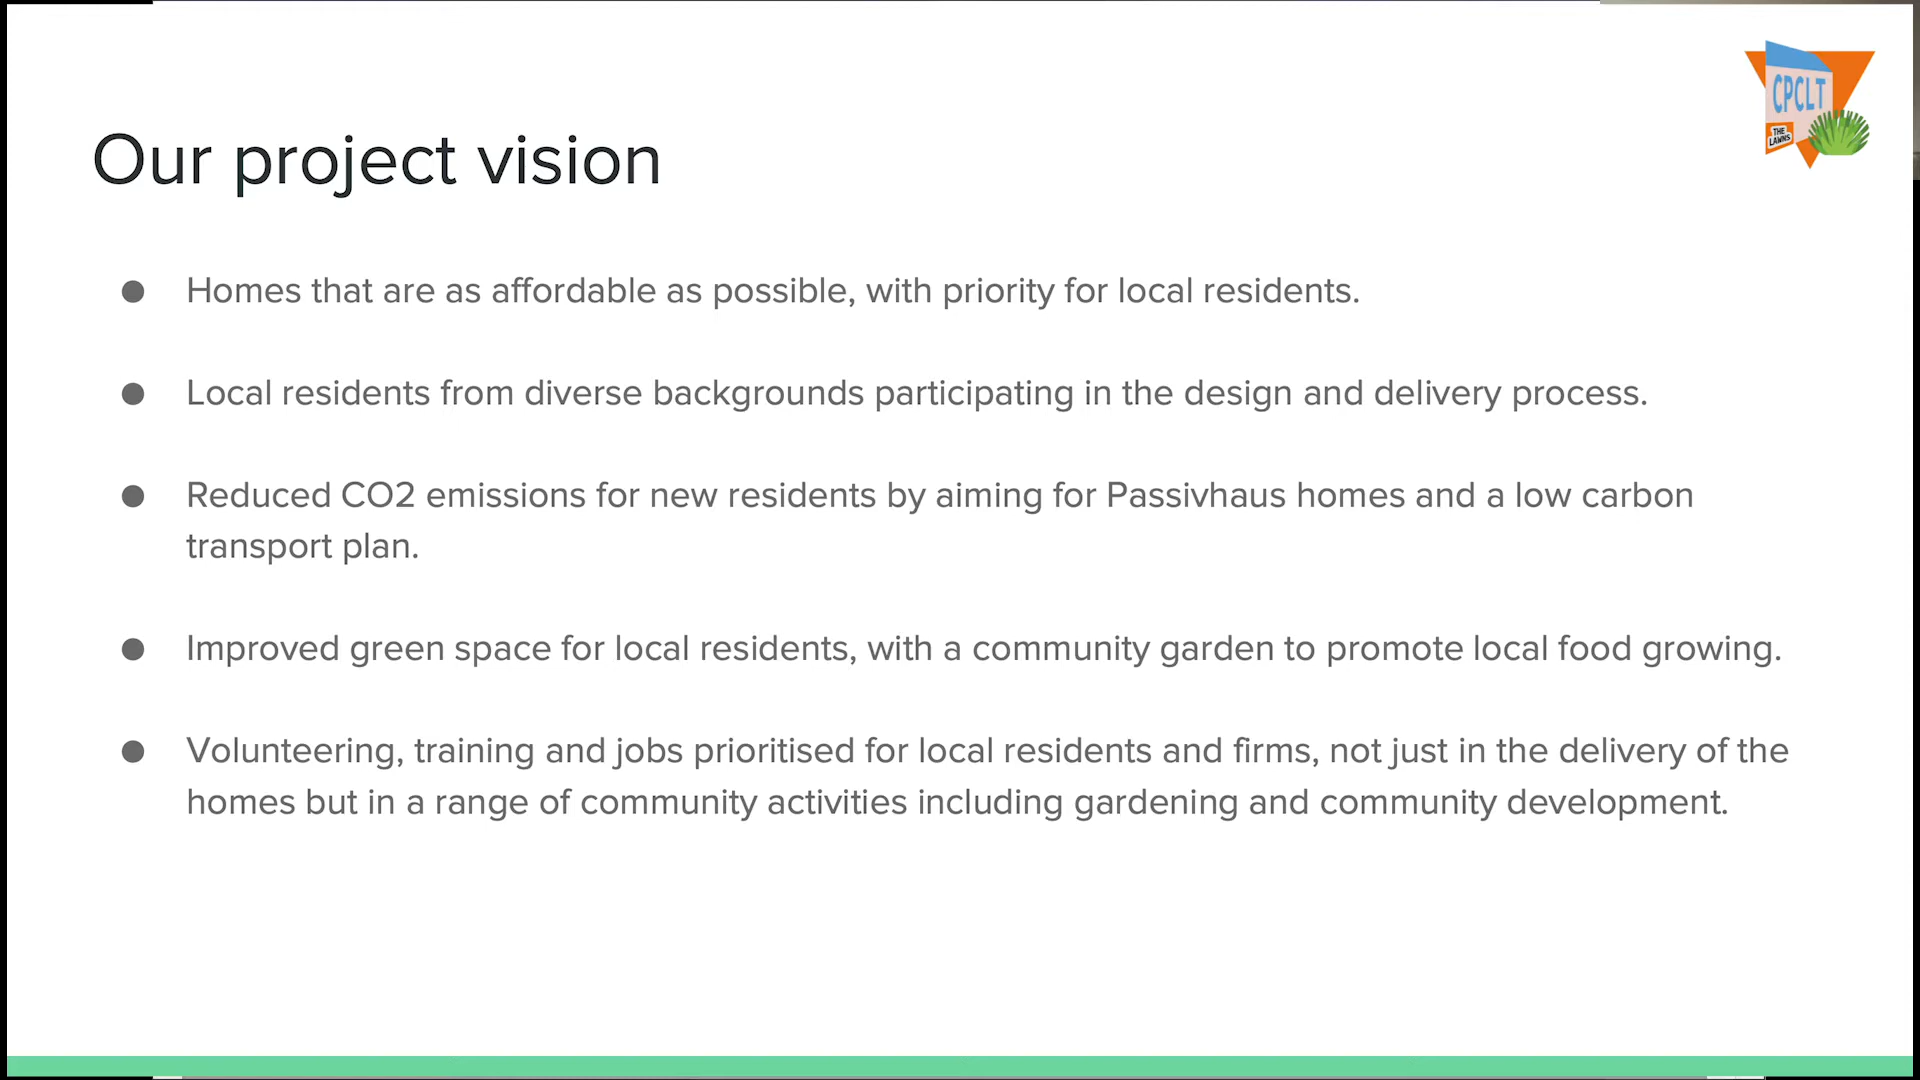 CPCLT
THE
LAWNS
Our project vision
● Homes that are as affordable as possible, with priority for local residents.
● Local residents from diverse backgrounds participating in the design and delivery process.
● Reduced CO2 emissions for new residents by aiming for Passivhaus homes and a low carbon
transport plan.
● Improved green space for local residents, with a community garden to promote local food growing.
● Volunteering, training and jobs prioritised for local residents and firms, not just in the delivery of the
homes but in a range of community activities including gardening and community development.